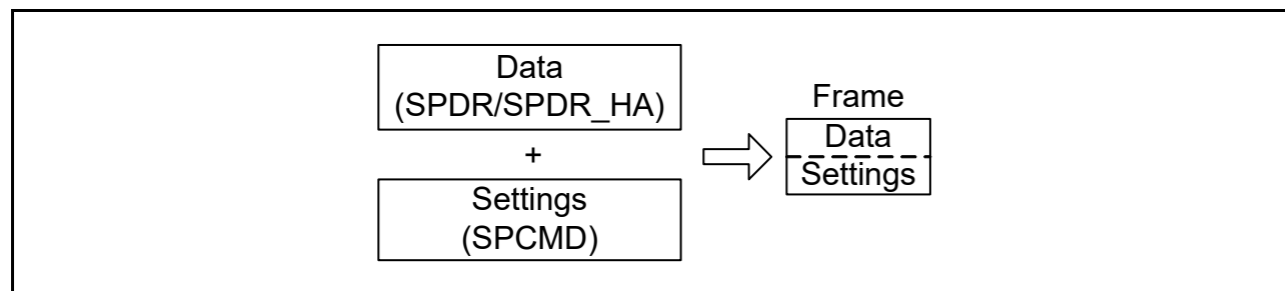 Data
(SPDR/SPDR_HA)
+
Settings
(SPCMD)
Frame
Data
Settings